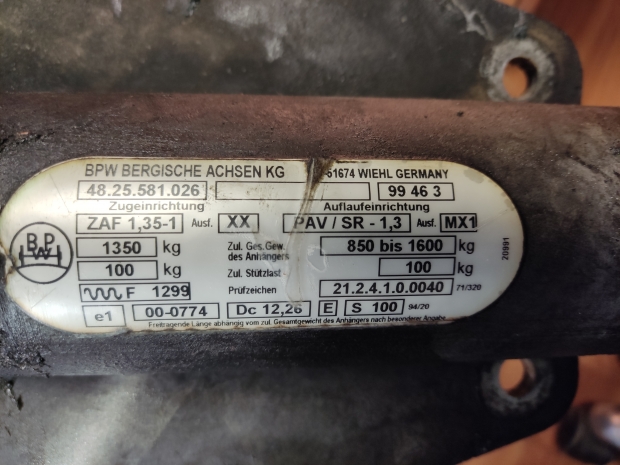 BPW BERGISCHE ACHSEN KG 51674 WIEHL GERMANY
48.25.581.026 99 46 3
Zugeinrichtung Auflaufeinrichtung
ZAF 1,35-1 Ausf. XX PAV / SR - 1,3 Ausf. MX1
BPW
1350 kg Zul. Ges.Gew. des Anhängers 850 bis 1600 kg
100 kg Zul. Stützlast 100 kg
F 1299 Prüfzeichen 21.2.4.1.0.0040 71/320
e1 00-0774 Dc 12,26 E S 100 94/20
Freitragende Länge abhängig vom zul. Gesamtgewicht des Anhängers nach besonderer Angabe
20991